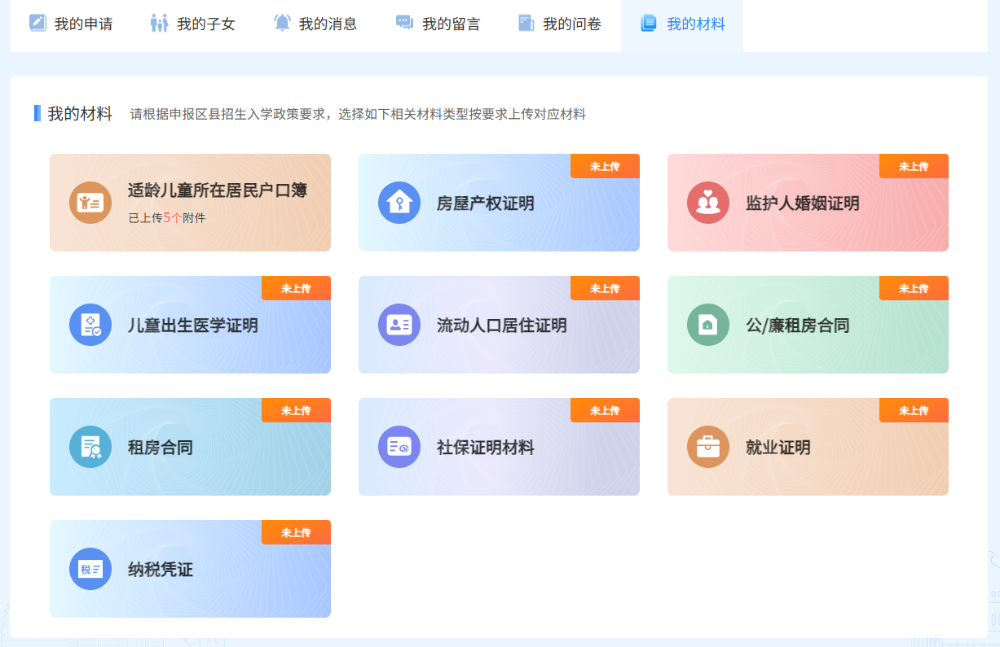 我的申请
我的子女
我的消息
我的留言
我的问卷
我的材料
我的材料
请根据申报区县招生入学政策要求，选择如下相关材料类型按要求上传对应材料
适龄儿童所在居民户口簿
已上传5个附件
未上传
房屋产权证明
未上传
监护人婚姻证明
未上传
儿童出生医学证明
未上传
流动人口居住证明
未上传
公/廉租房合同
未上传
租房合同
未上传
社保证明材料
未上传
就业证明
未上传
税
纳税凭证